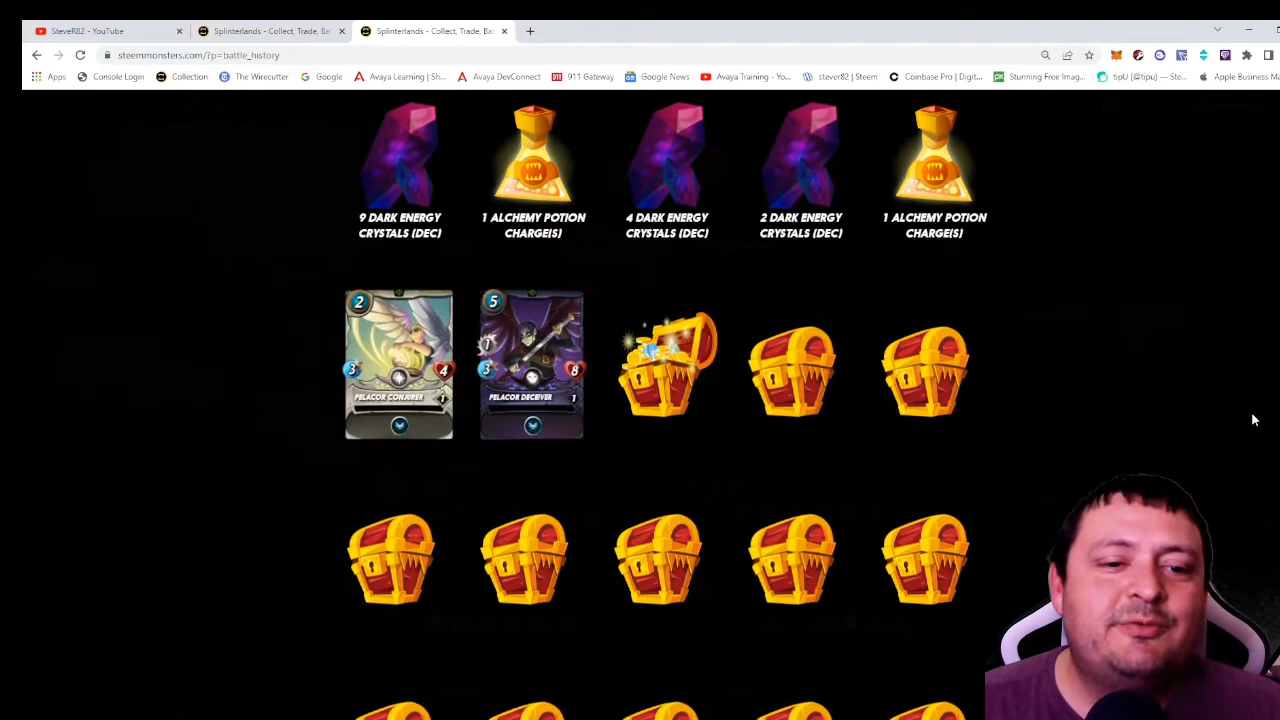 SteveR82 - YouTube
Splinterlands - Collect, Trade, Bat
Splinterlands - Collect, Trade, Bat
steemmonsters.com/?p=battle_history
Apps
Console Login
Collection
The Wirecutter
Google
Avaya Learning | Sh...
Avaya DevConnect
911 Gateway
Google News
Avaya Training - Yo...
stever82 | Steem
Coinbase Pro | Digit...
Stunning Free Imag...
tipU (@tipu) — Ste...
Apple Business Ma
9 DARK ENERGY
CRYSTALS (DEC)
1 ALCHEMY POTION
CHARGE(S)
4 DARK ENERGY
CRYSTALS (DEC)
2 DARK ENERGY
CRYSTALS (DEC)
1 ALCHEMY POTION
CHARGE(S)
2
3
4
PELACOR CONJURER
1
5
1
3
8
PELACOR DECEIVER
1